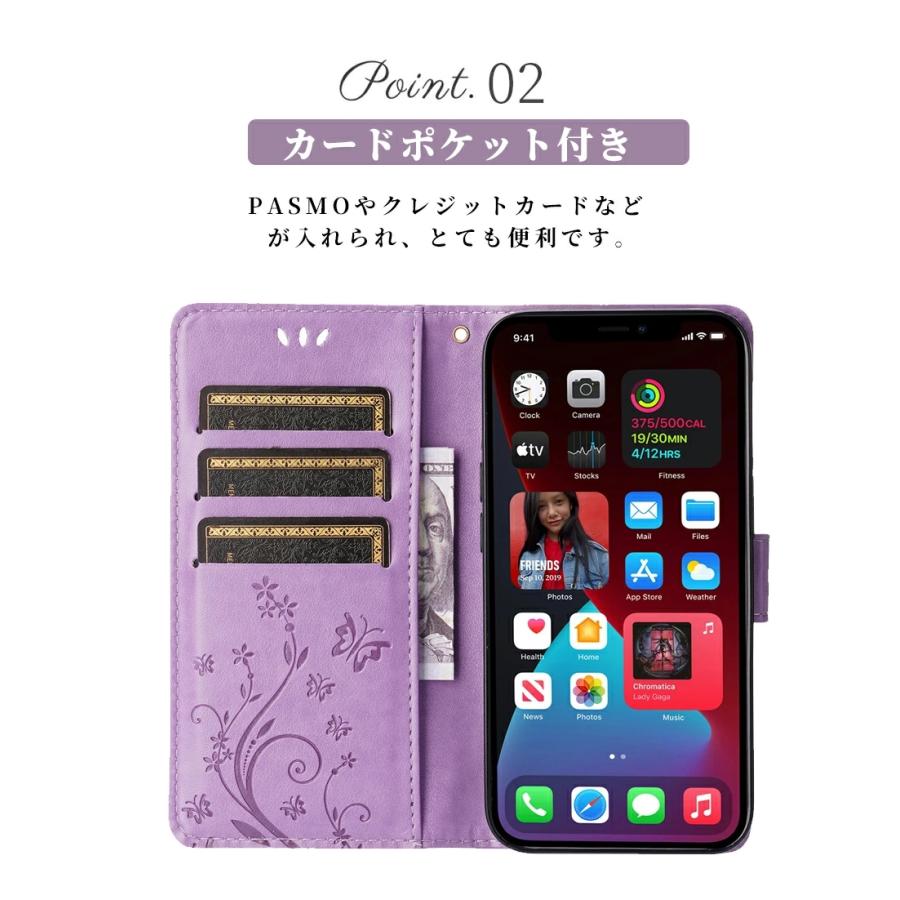 Point. 02
カードポケット付き
PASMOやクレジットカードなど
が入れられ、とても便利です。
9:41
Clock
Camera
375/500CAL
19/30MIN
4/12HRS
Fitness
tv
TV
Stocks
FRIENDS
Sep 10, 2019
Photos
Mail
Files
App Store
Weather
Health
Home
News
Photos
Chromatica
Lady Gaga
Music
ONE